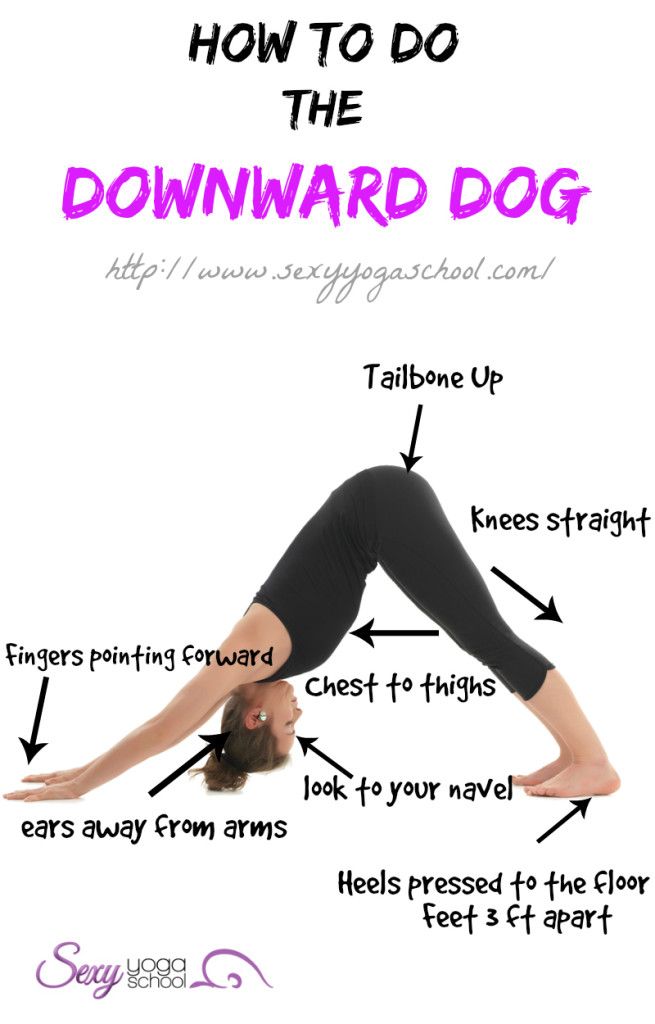 HOW TO DO
THE
DOWNWARD DOG
http://www.sexyyogaschool.com/
Tailbone Up
Knees straight
Fingers pointing forward
Chest to thighs
look to your navel
ears away from arms
Heels pressed to the floor
Feet 3 ft apart
Sexy yoga
school